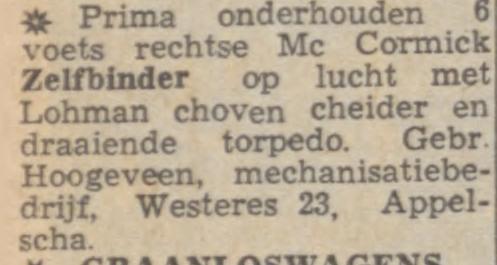 ✵ Prima onderhouden 6
voets rechtse Mc Cormick
Zelfbinder op lucht met
Lohman choven cheider en
draaiende torpedo. Gebr.
Hoogeveen, mechanisatiebe-
drijf, Westeres 23, Appel-
scha.
✵ GRAANLOSWAGENS